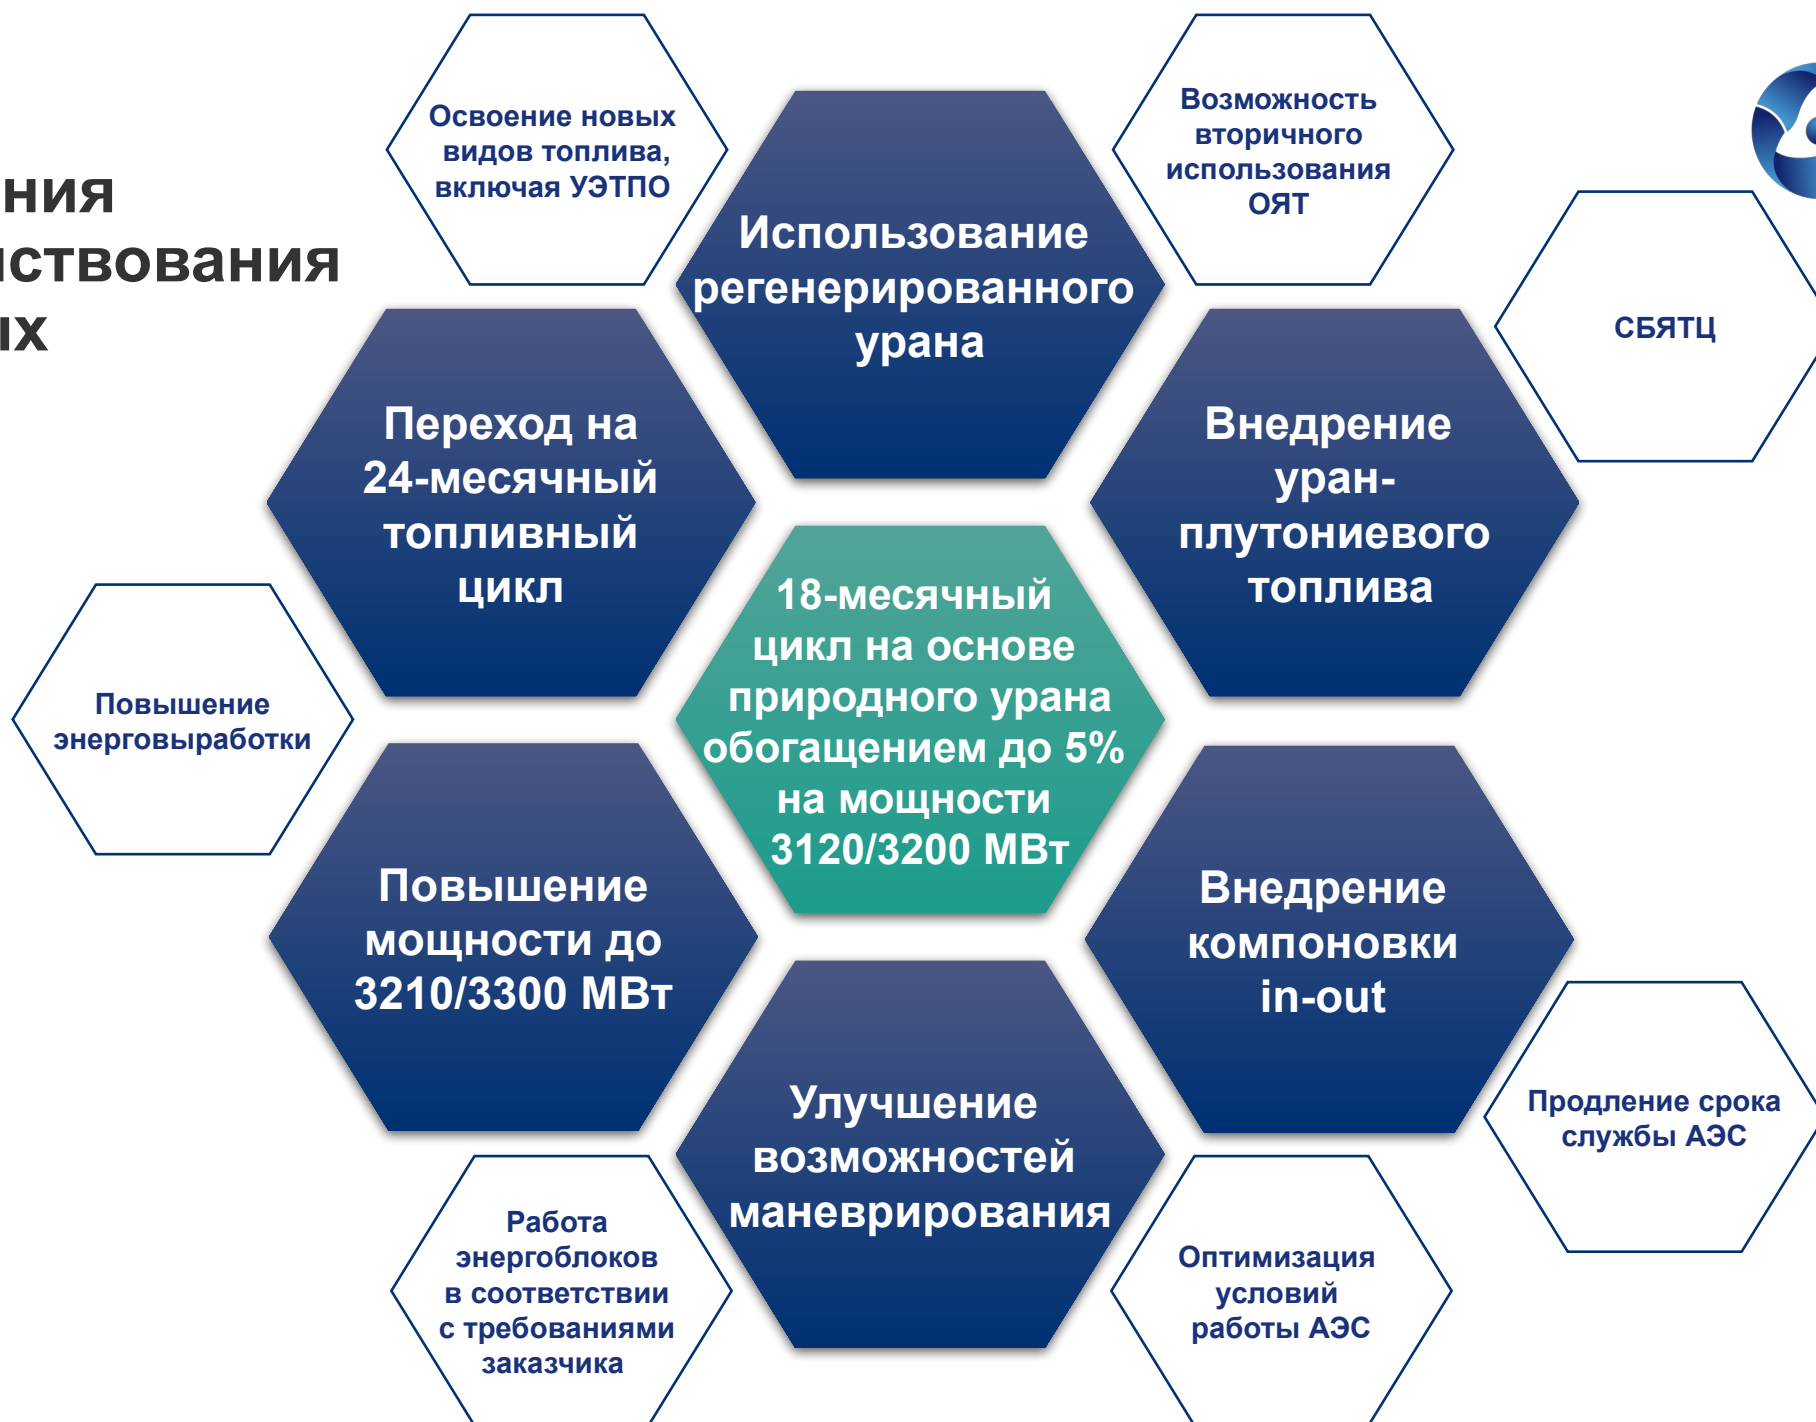 Освоение новых
видов топлива,
включая УЭТПО
Возможность
вторичного
использования
ОЯТ
Использование
регенерированного
урана
СБЯТЦ
Переход на
24-месячный
топливный
цикл
Внедрение
уран-
плутониевого
топлива
18-месячный
цикл на основе
природного урана
обогащением до 5%
на мощности
3120/3200 МВт
Повышение
энерговыработки
Повышение
мощности до
3210/3300 МВт
Внедрение
компоновки
in-out
Улучшение
возможностей
маневрирования
Продление срока
службы АЭС
Работа
энергоблоков
в соответствии
с требованиями
заказчика
Оптимизация
условий
работы АЭС